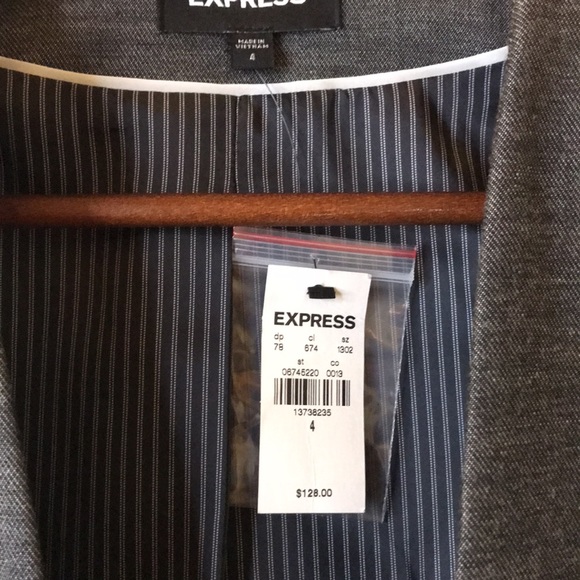 EXPRESS
MADE IN
VIETNAM
4
EXPRESS
dp cl sz
78 674 1302
st co
06745220 0013
13738235
4
$128.00